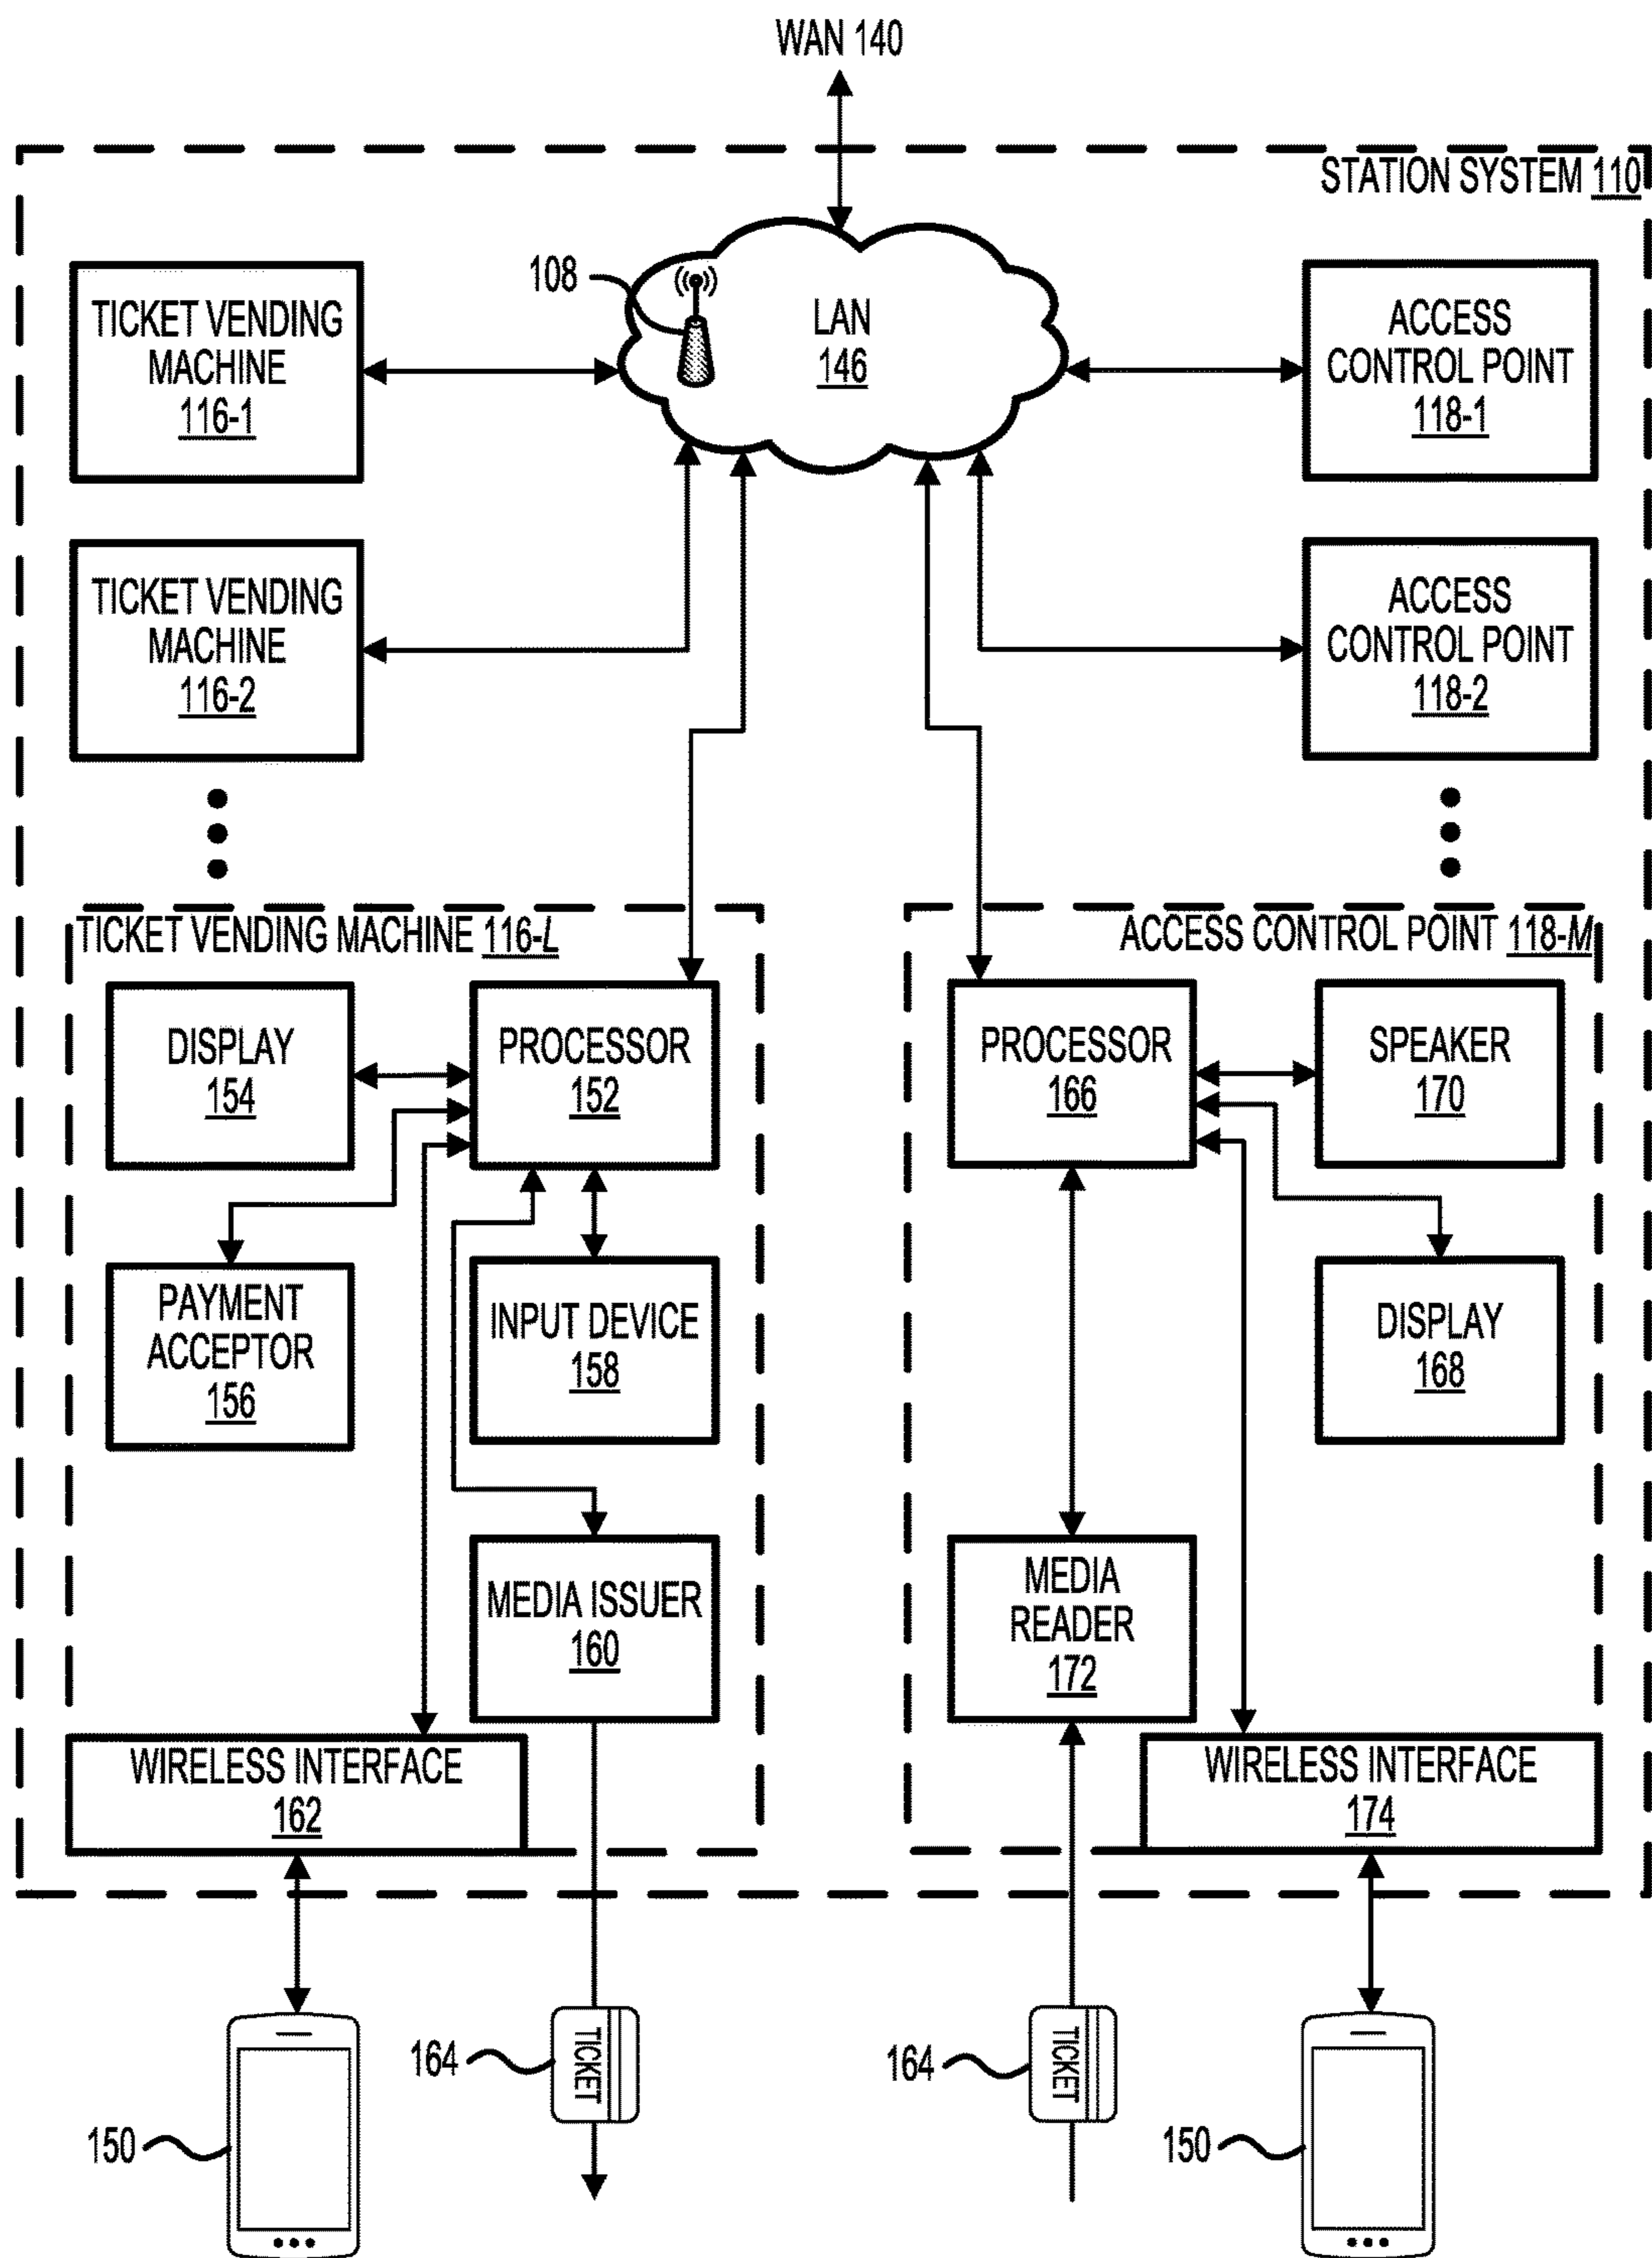 WAN 140
STATION SYSTEM 110
108
LAN
146
TICKET VENDING
MACHINE
116-1
ACCESS
CONTROL POINT
118-1
TICKET VENDING
MACHINE
116-2
ACCESS
CONTROL POINT
118-2
TICKET VENDING MACHINE 116-L
DISPLAY
154
PROCESSOR
152
PAYMENT
ACCEPTOR
156
INPUT DEVICE
158
MEDIA ISSUER
160
WIRELESS INTERFACE
162
ACCESS CONTROL POINT 118-M
PROCESSOR
166
SPEAKER
170
DISPLAY
168
MEDIA
READER
172
WIRELESS INTERFACE
174
150
164
TICKET
164
TICKET
150